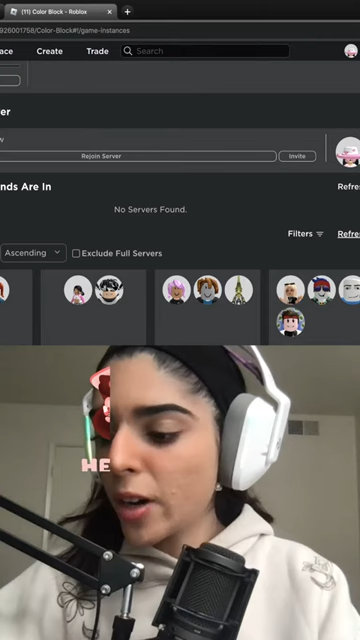 (11) Color Block - Roblox
926001758/Color-Block#!/game-instances
ace Create Trade Search
er
w
Rejoin Server Invite
nds Are In Refre
No Servers Found.
Filters Refre
Ascending Exclude Full Servers
HE